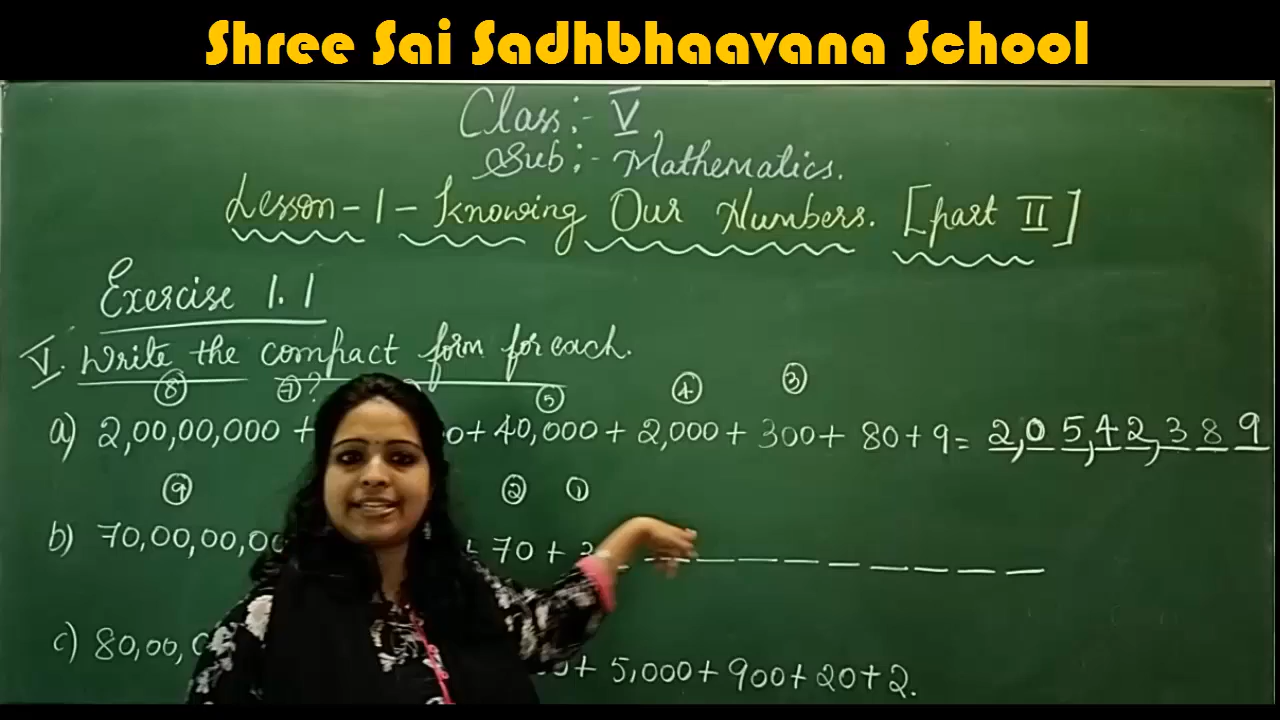 Shree Sai Sadhbhaavana School
Class:- V
Sub:- Mathematics.
Lesson-1-Knowing Our Numbers. [part II]
Exercise 1.1
V. Write the compact form for each.
⑧ ⑦ ? ⑤ ④ ③
a) 2,00,00,000 + 0+ 40,000 + 2,000 + 300 + 80 + 9 = 2,05,42,389
⑨ ② ①
b) 70,00,00,00 + 70 + 2
c) 80,00, + 5,000 + 900 + 20 + 2.